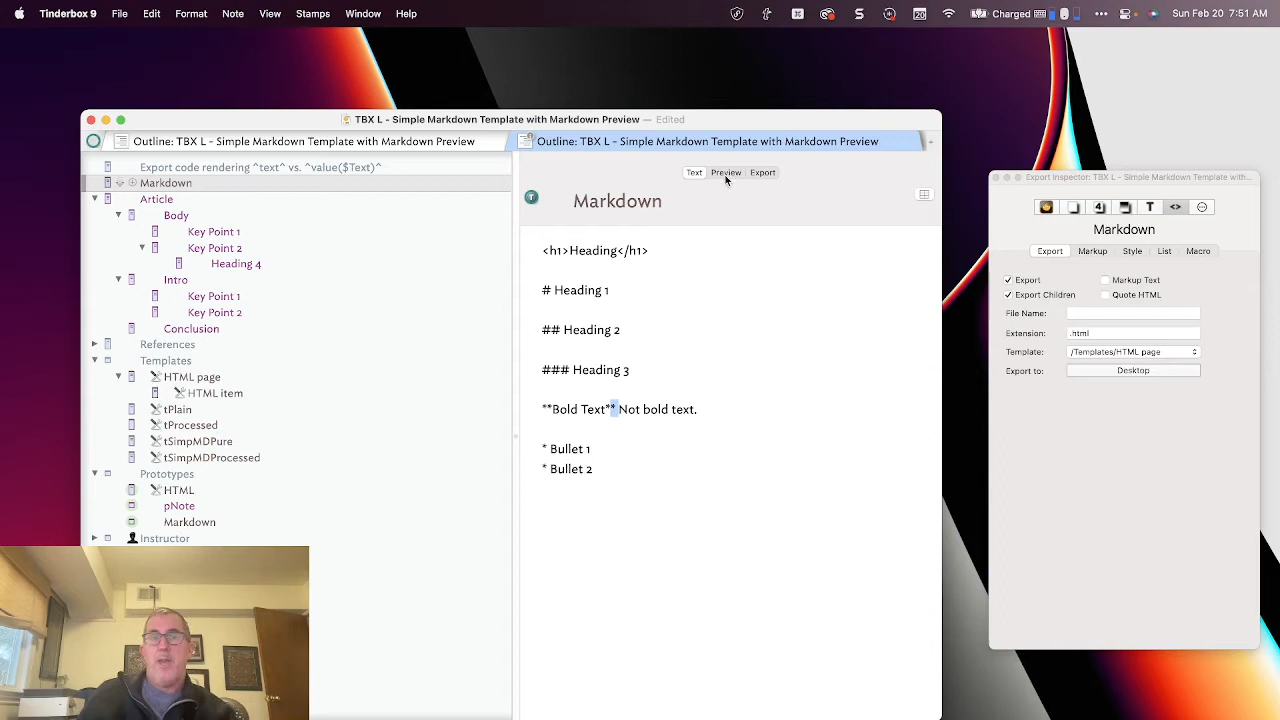 Tinderbox 9 File Edit Format Note View Stamps Window Help Charged Sun Feb 20 7:51 AM
TBX L - Simple Markdown Template with Markdown Preview — Edited
Outline: TBX L - Simple Markdown Template with Markdown Preview
Outline: TBX L - Simple Markdown Template with Markdown Preview
Export code rendering ^text^ vs. ^value($Text)^
Markdown
Article
Body
Key Point 1
Key Point 2
Heading 4
Intro
Key Point 1
Key Point 2
Conclusion
References
Templates
HTML page
HTML item
tPlain
tProcessed
tSimpMDPure
tSimpMDProcessed
Prototypes
HTML
pNote
Markdown
Instructor
Text Preview Export
Markdown
<h1>Heading</h1>
# Heading 1
## Heading 2
### Heading 3
**Bold Text** Not bold text.
* Bullet 1
* Bullet 2
Export Inspector: TBX L - Simple Markdown Template with...
Markdown
Export Markup Style List Macro
Export Markup Text
Export Children Quote HTML
File Name:
Extension: .html
Template: /Templates/HTML page
Export to: Desktop